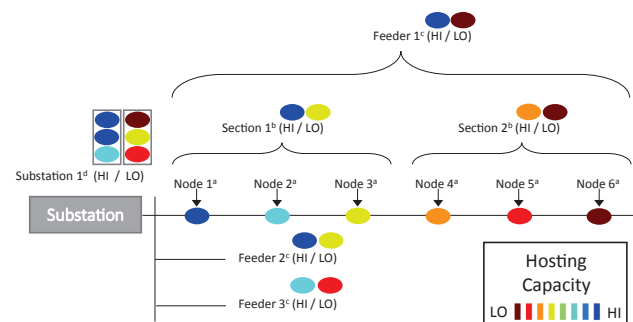 Feeder 1ᶜ (HI / LO)
Section 1ᵇ (HI / LO)
Section 2ᵇ (HI / LO)
Substation 1ᵈ (HI / LO)
Node 1ᵃ
Node 2ᵃ
Node 3ᵃ
Node 4ᵃ
Node 5ᵃ
Node 6ᵃ
Substation
Feeder 2ᶜ (HI / LO)
Feeder 3ᶜ (HI / LO)
Hosting
Capacity
LO HI